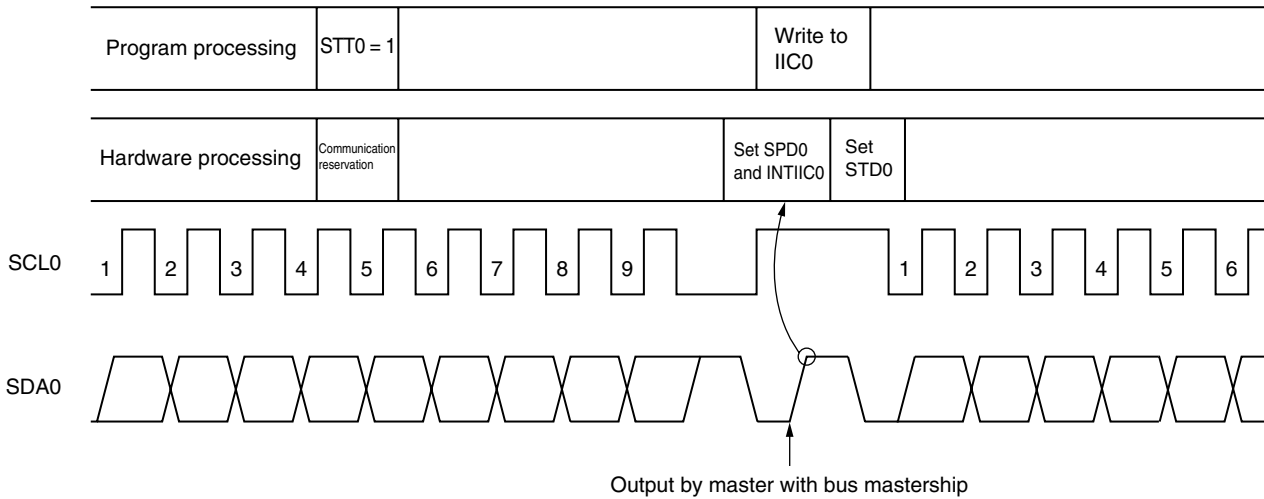 Program processing
STT0 = 1
Write to
IIC0
Hardware processing
Communication
reservation
Set SPD0
and INTIIC0
Set
STD0
SCL0
1 2 3 4 5 6 7 8 9 1 2 3 4 5 6
SDA0
Output by master with bus mastership